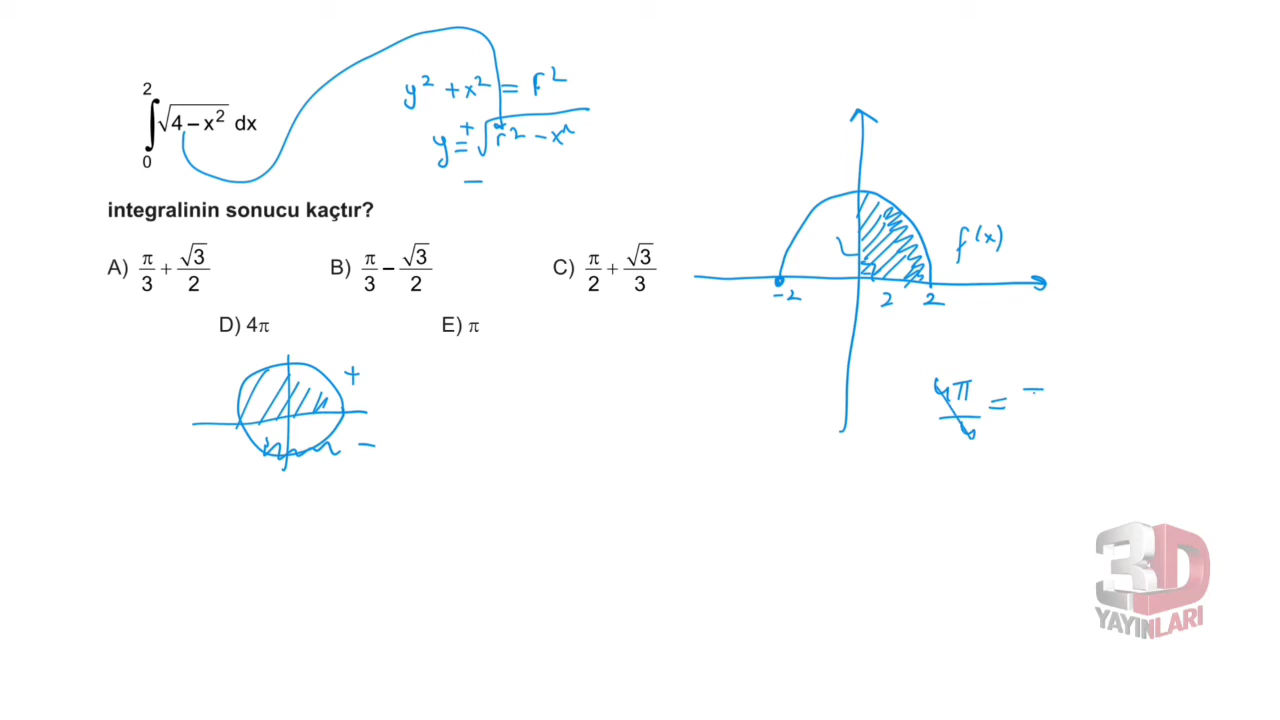 2
∫ √4 – x² dx
0
y² + x² = r²
y = ± √r² – x²
integralinin sonucu kaçtır?
A) π/3 + √3/2
B) π/3 – √3/2
C) π/2 + √3/3
D) 4π
E) π
f(x)
-2
2
2
+
–
4π/4 =
3D
YAYINLARI